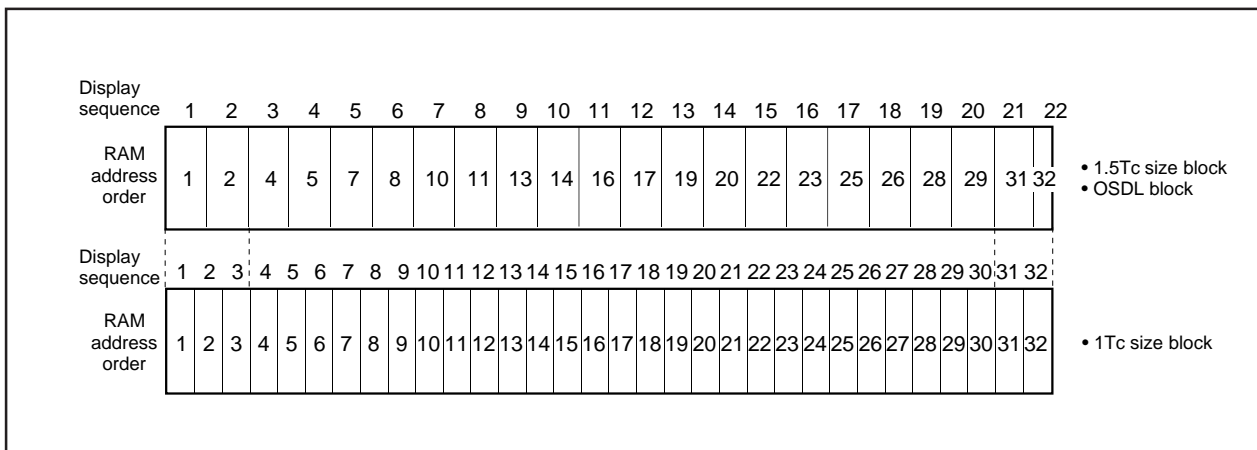 Display
sequence
1 2 3 4 5 6 7 8 9 10 11 12 13 14 15 16 17 18 19 20 21 22
RAM
address
order
1 2 4 5 7 8 10 11 13 14 16 17 19 20 22 23 25 26 28 29 31 32
• 1.5Tc size block
• OSDL block
Display
sequence
1 2 3 4 5 6 7 8 9 10 11 12 13 14 15 16 17 18 19 20 21 22 23 24 25 26 27 28 29 30 31 32
RAM
address
order
1 2 3 4 5 6 7 8 9 10 11 12 13 14 15 16 17 18 19 20 21 22 23 24 25 26 27 28 29 30 31 32
• 1Tc size block